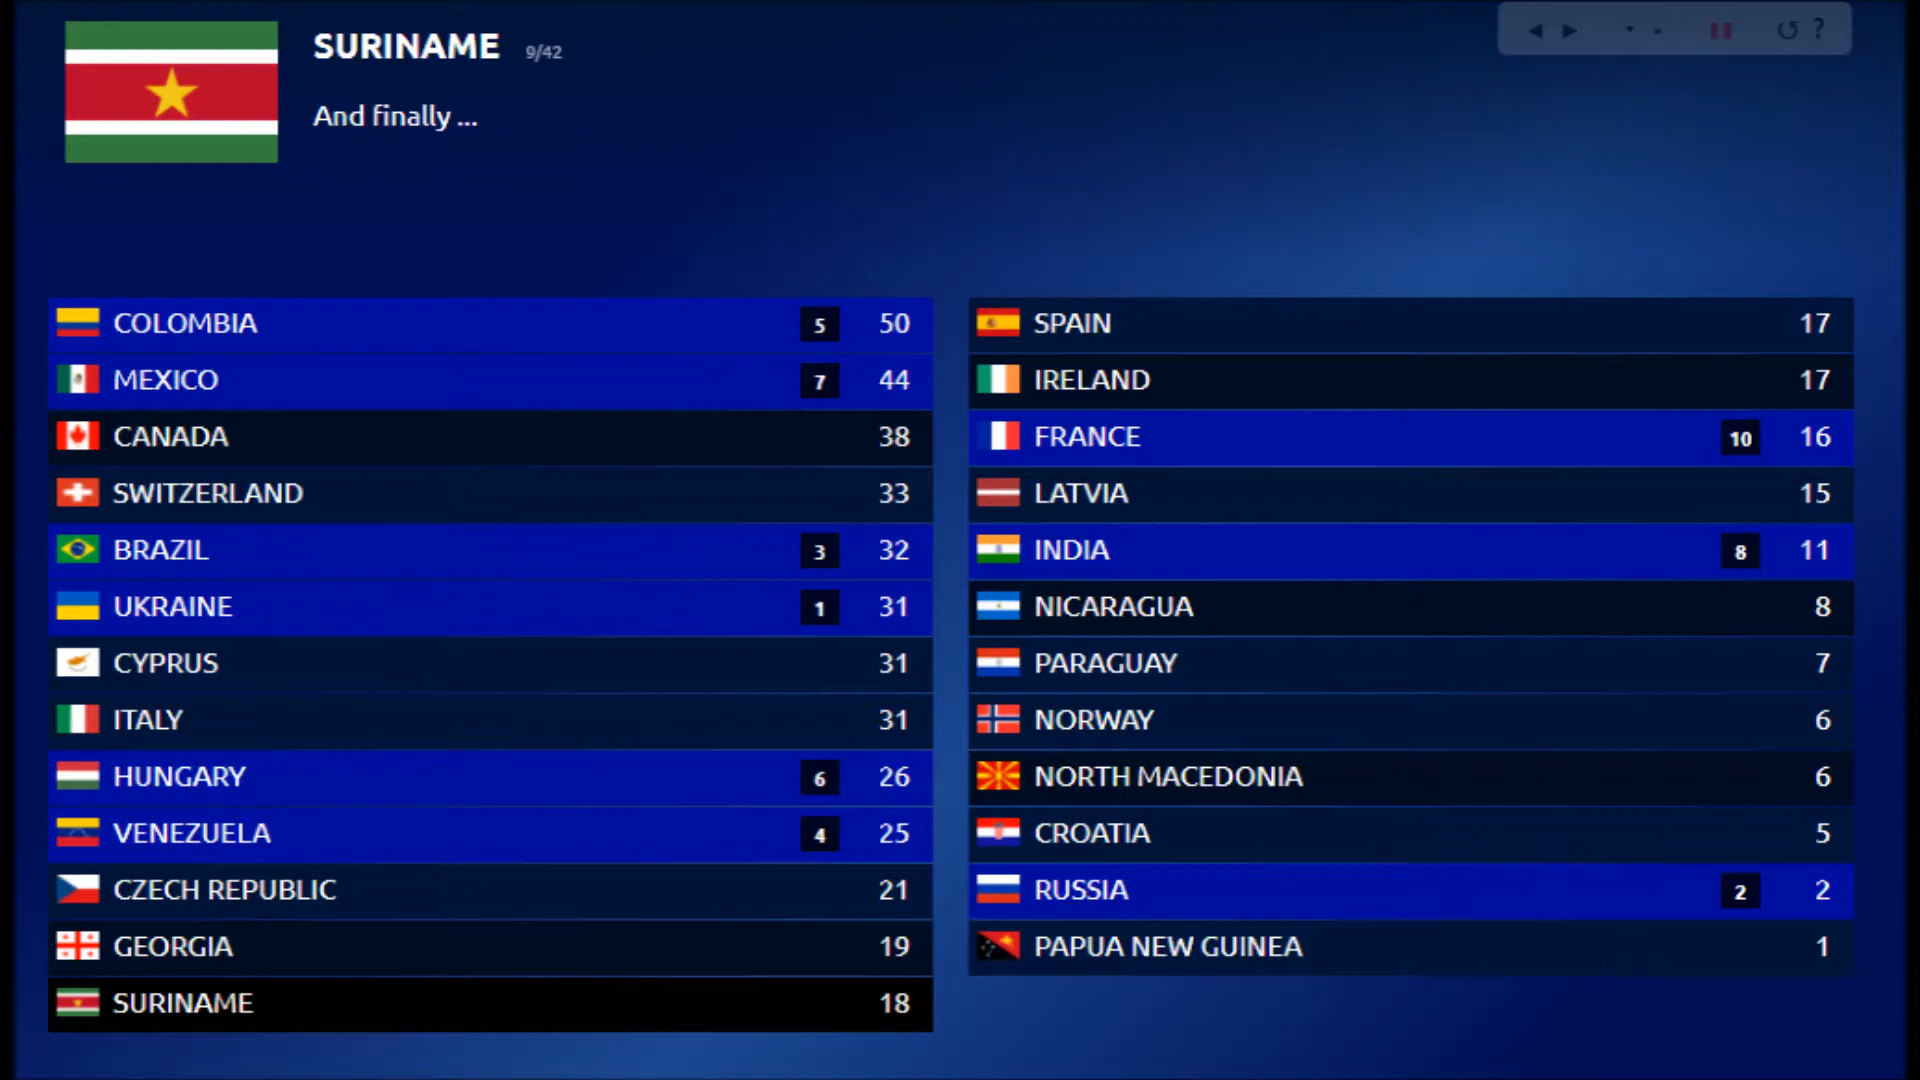 SURINAME 9/42
And finally ...
?
COLOMBIA 5 50
MEXICO 7 44
CANADA 38
SWITZERLAND 33
BRAZIL 3 32
UKRAINE 1 31
CYPRUS 31
ITALY 31
HUNGARY 6 26
VENEZUELA 4 25
CZECH REPUBLIC 21
GEORGIA 19
SURINAME 18
SPAIN 17
IRELAND 17
FRANCE 10 16
LATVIA 15
INDIA 8 11
NICARAGUA 8
PARAGUAY 7
NORWAY 6
NORTH MACEDONIA 6
CROATIA 5
RUSSIA 2 2
PAPUA NEW GUINEA 1